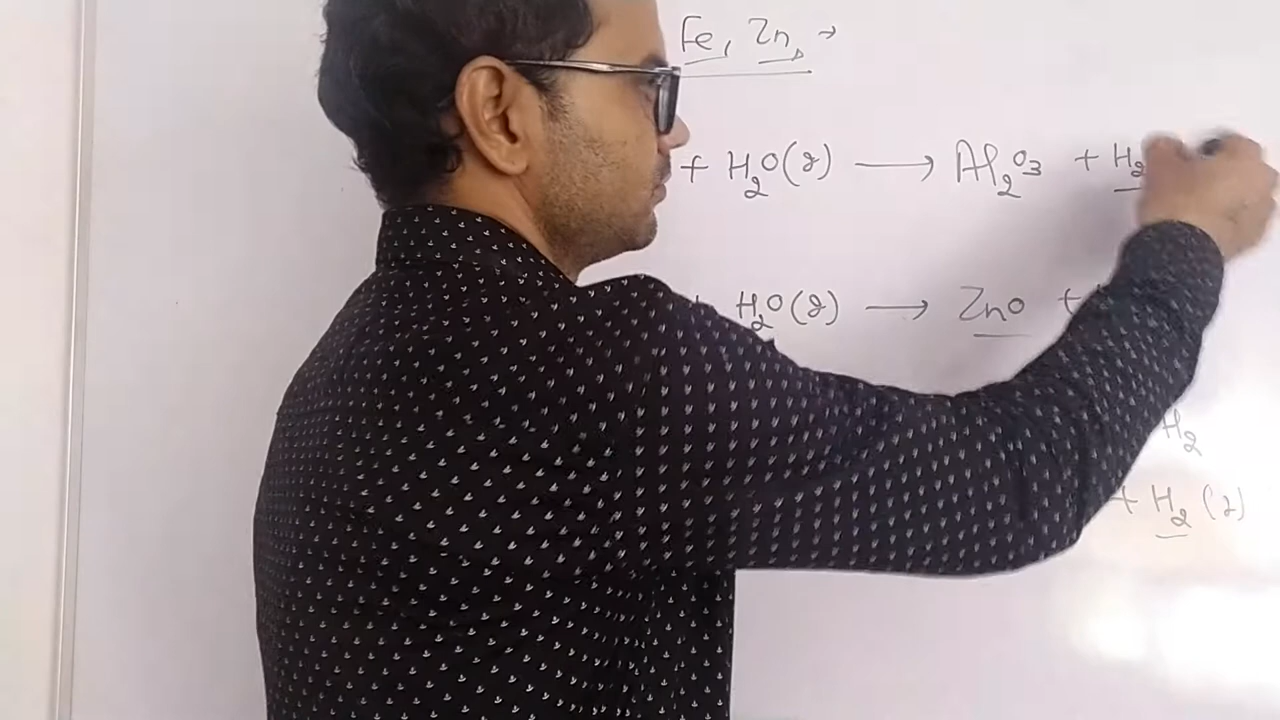 Fe, Zn, →
+ H₂O(g) ⟶ Al₂O₃ + H₂
+ H₂O(g) ⟶ ZnO +
H₂
+ H₂(g)